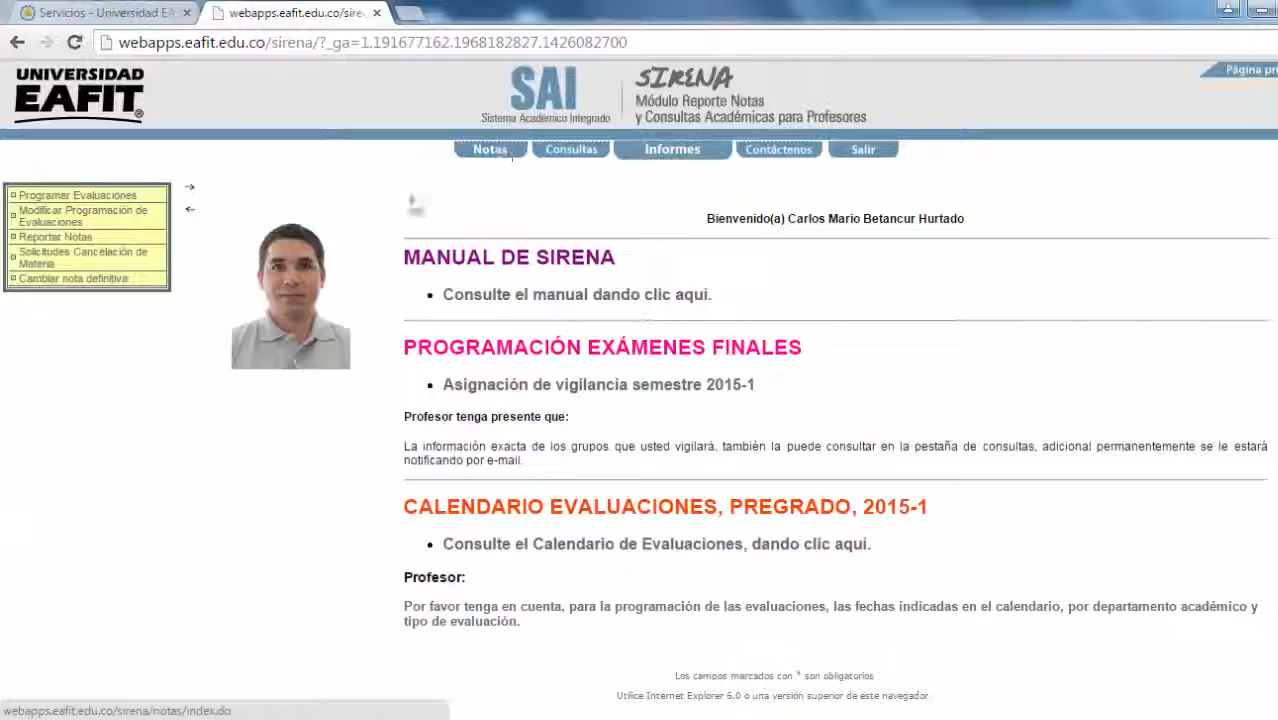 Servicios - Universidad EA
webapps.eafit.edu.co/sire
webapps.eafit.edu.co/sirena/?_ga=1.191677162.1968182827.1426082700
UNIVERSIDAD
EAFIT®
SAI
Sistema Académico Integrado
SIRENA
Módulo Reporte Notas
y Consultas Académicas para Profesores
Página pri
Notas
Consultas
Informes
Contáctenos
Salir
Programar Evaluaciones
Modificar Programación de
Evaluaciones
Reportar Notas
Solicitudes Cancelación de
Materia
Cambiar nota definitiva
Bienvenido(a) Carlos Mario Betancur Hurtado
MANUAL DE SIRENA
Consulte el manual dando clic aquí.
PROGRAMACIÓN EXÁMENES FINALES
Asignación de vigilancia semestre 2015-1
Profesor tenga presente que:
La información exacta de los grupos que usted vigilará, también la puede consultar en la pestaña de consultas, adicional permanentemente se le estará
notificando por e-mail.
CALENDARIO EVALUACIONES, PREGRADO, 2015-1
Consulte el Calendario de Evaluaciones, dando clic aquí.
Profesor:
Por favor tenga en cuenta, para la programación de las evaluaciones, las fechas indicadas en el calendario, por departamento académico y
tipo de evaluación.
Los campos marcados con * son obligatorios
Utilice Internet Explorer 6.0 o una versión superior de éste navegador
webapps.eafit.edu.co/sirena/notas/index.do